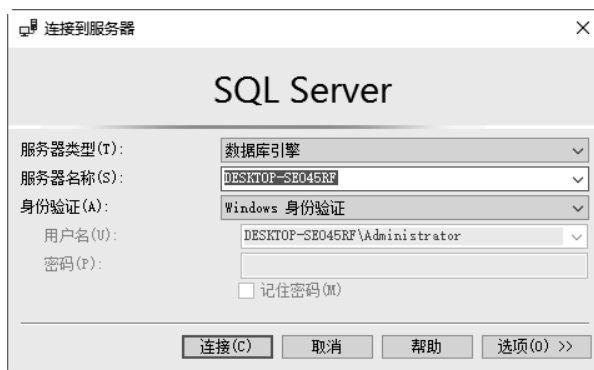 连接到服务器
SQL Server
服务器类型(T): 数据库引擎
服务器名称(S): DESKTOP-SEO45RF
身份验证(A): Windows 身份验证
用户名(U): DESKTOP-SEO45RF\Administrator
密码(P):
记住密码(M)
连接(C) 取消 帮助 选项(O) >>